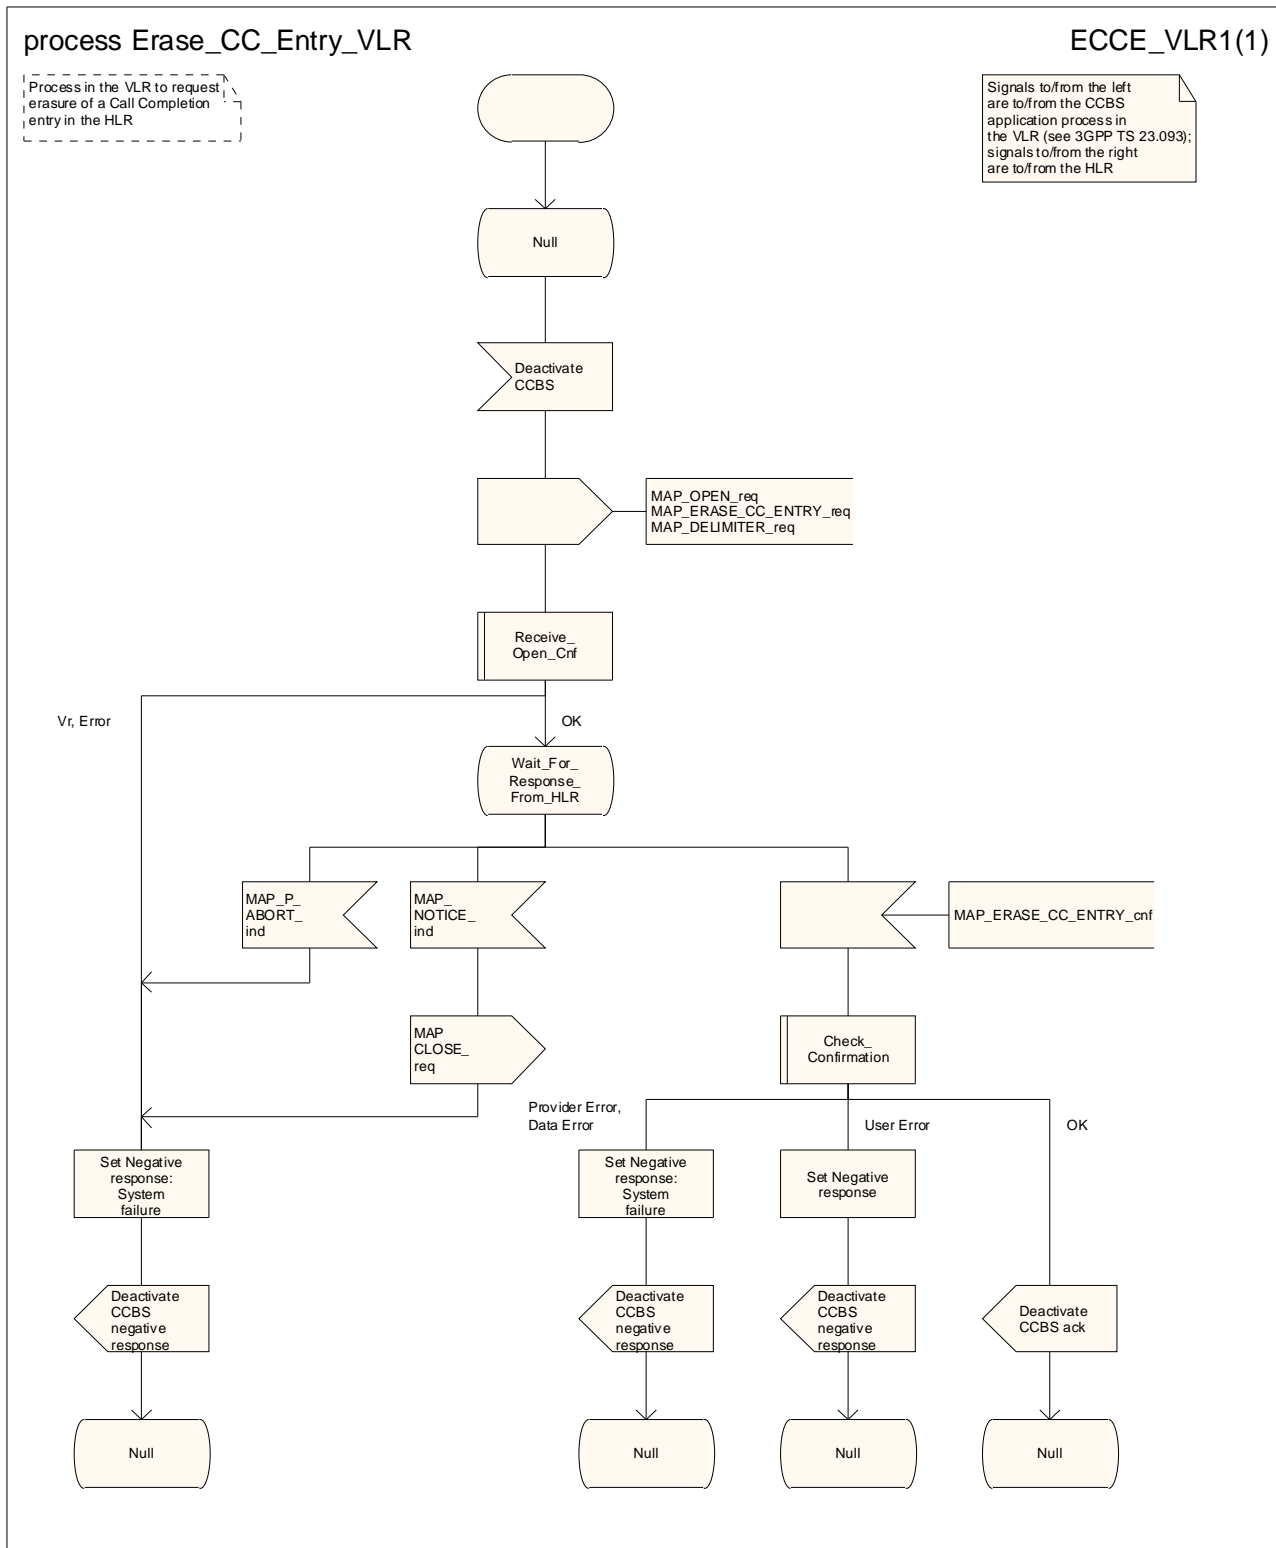 process Erase_CC_Entry_VLR
ECCE_VLR1(1)
Process in the VLR to request
erasure of a Call Completion
entry in the HLR
Signals to/from the left
are to/from the CCBS
application process in
the VLR (see 3GPP TS 23.093);
signals to/from the right
are to/from the HLR
Null
Deactivate
CCBS
MAP_OPEN_req
MAP_ERASE_CC_ENTRY_req
MAP_DELIMITER_req
Receive_
Open_Cnf
Vr, Error
OK
Wait_For_
Response_
From_HLR
MAP_P_
ABORT_
ind
MAP_
NOTICE_
ind
MAP_ERASE_CC_ENTRY_cnf
MAP
CLOSE_
req
Check_
Confirmation
Provider Error,
Data Error
User Error
OK
Set Negative
response:
System
failure
Set Negative
response:
System
failure
Set Negative
response
Deactivate
CCBS
negative
response
Deactivate
CCBS
negative
response
Deactivate
CCBS
negative
response
Deactivate
CCBS ack
Null
Null
Null
Null